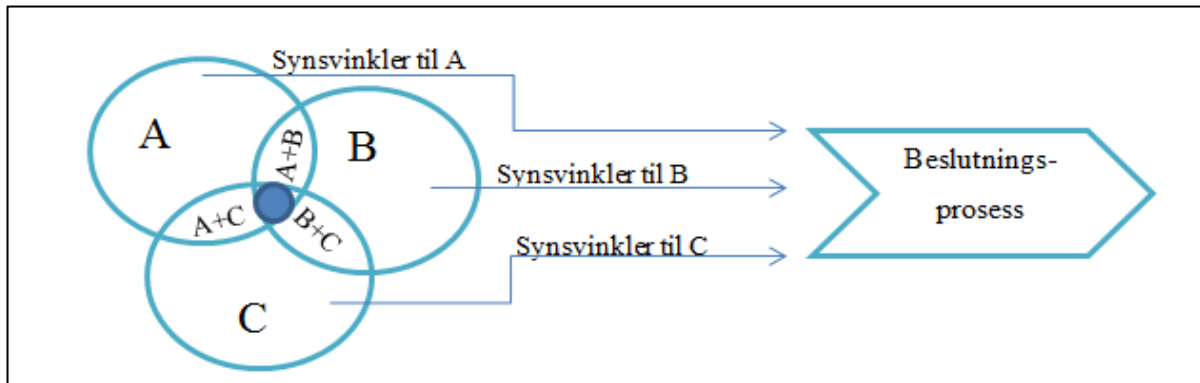 Synsvinkler til A
A
A+B
B
Synsvinkler til B
A+C
B+C
Synsvinkler til C
C
Beslutnings-
prosess